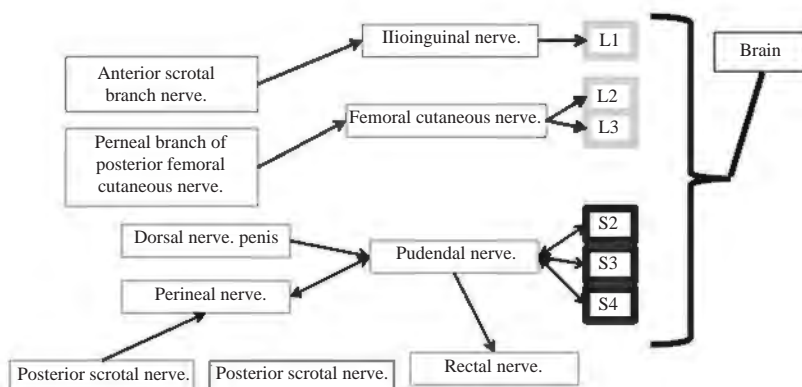 IIioinguinal nerve.
L1
Brain
Anterior scrotal
branch nerve.
L2
Femoral cutaneous nerve.
L3
Perneal branch of
posterior femoral
cutaneous nerve.
S2
Dorsal nerve. penis
Pudendal nerve.
S3
Perineal nerve.
S4
Posterior scrotal nerve.
Posterior scrotal nerve.
Rectal nerve.